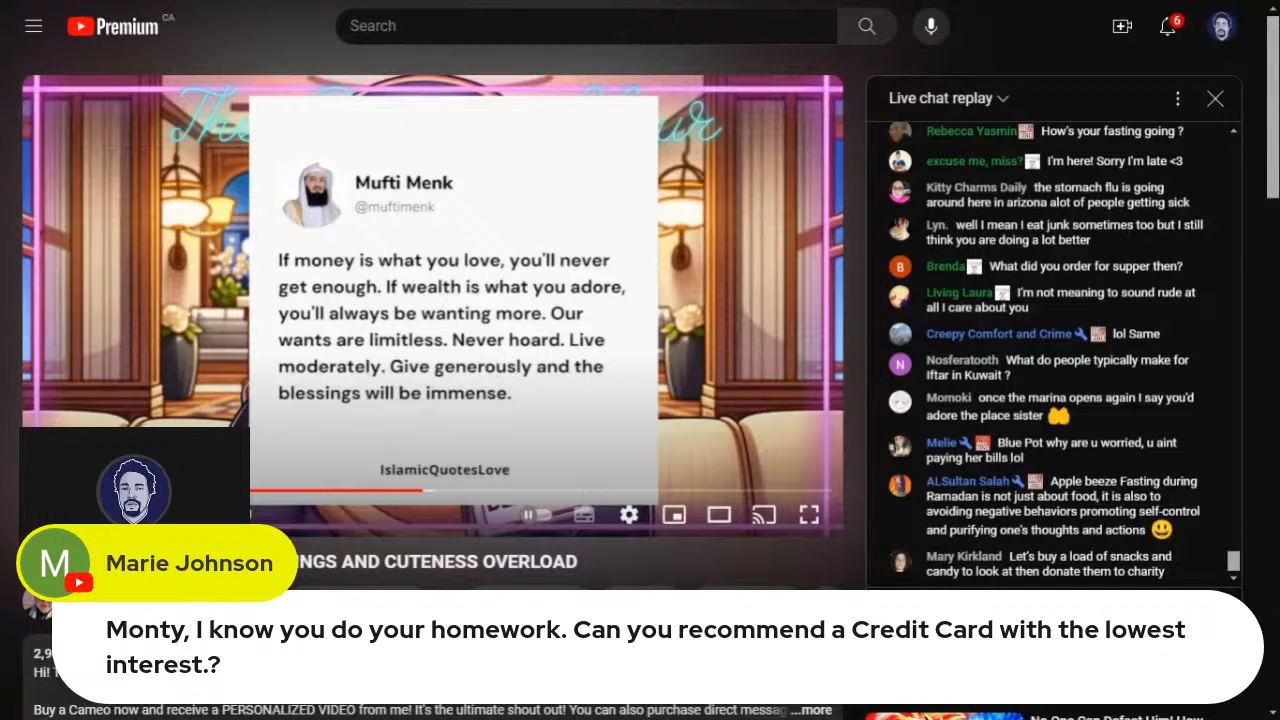 Premium CA
Search
6
The
Mufti Menk
@muftimenk
If money is what you love, you'll never
get enough. If wealth is what you adore,
you'll always be wanting more. Our
wants are limitless. Never hoard. Live
moderately. Give generously and the
blessings will be immense.
IslamicQuotesLove
INGS AND CUTENESS OVERLOAD
Live chat replay
Rebecca Yasmin How's your fasting going ?
excuse me, miss? I'm here! Sorry I'm late <3
Kitty Charms Daily the stomach flu is going
around here in arizona alot of people getting sick
Lyn. well I mean I eat junk sometimes too but I still
think you are doing a lot better
B
Brenda What did you order for supper then?
Living Laura I'm not meaning to sound rude at
all I care about you
Creepy Comfort and Crime lol Same
N
Nosferatooth What do people typically make for
Iftar in Kuwait ?
Momoki once the marina opens again I say you'd
adore the place sister
Melie Blue Pot why are u worried, u aint
paying her bills lol
ALSultan Salah Apple beeze Fasting during
Ramadan is not just about food, it is also to
avoiding negative behaviors promoting self-control
and purifying one's thoughts and actions
Mary Kirkland Let's buy a load of snacks and
candy to look at then donate them to charity
M
Marie Johnson
Monty, I know you do your homework. Can you recommend a Credit Card with the lowest
interest.?
2,9
Hi!
Buy a Cameo now and receive a PERSONALIZED VIDEO from me! It's the ultimate shout out! You can also purchase direct messag ...more
No One Can Defeat Him! How